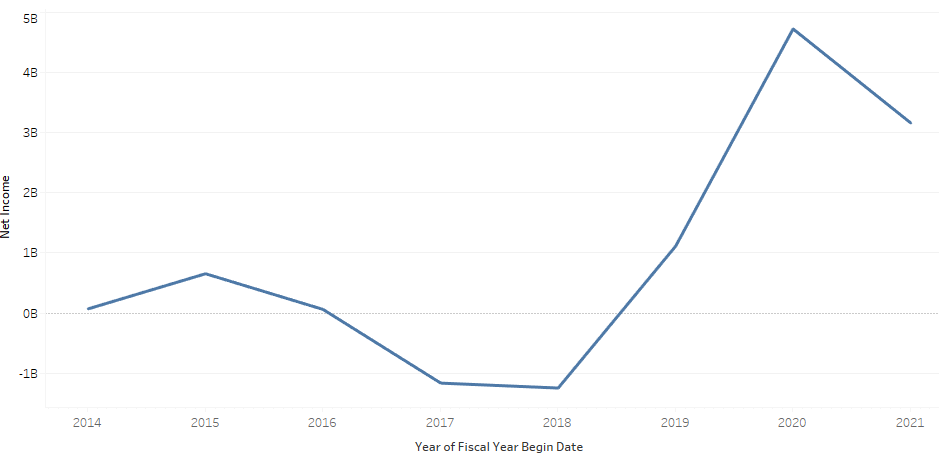 5B
4B
3B
2B
1B
0B
-1B
Net Income
2014 2015 2016 2017 2018 2019 2020 2021
Year of Fiscal Year Begin Date